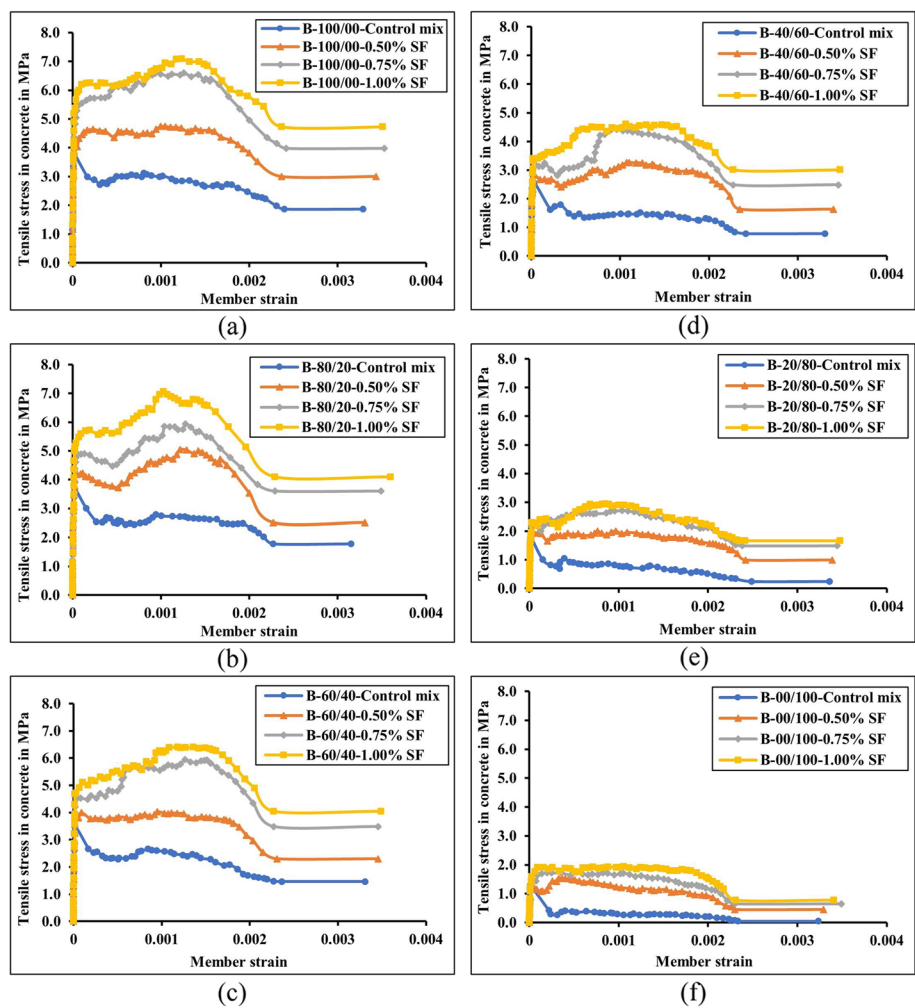 B-100/00-Control mix
B-100/00-0.50% SF
B-100/00-0.75% SF
B-100/00-1.00% SF
Tensile stress in concrete in MPa
8.0
7.0
6.0
5.0
4.0
3.0
2.0
1.0
0.0
0 0.001 0.002 0.003 0.004
Member strain
(a)
B-40/60-Control mix
B-40/60-0.50% SF
B-40/60-0.75% SF
B-40/60-1.00% SF
Tensile stress in concrete in MPa
8.0
7.0
6.0
5.0
4.0
3.0
2.0
1.0
0.0
0 0.001 0.002 0.003 0.004
Member strain
(d)
B-80/20-Control mix
B-80/20-0.50% SF
B-80/20-0.75% SF
B-80/20-1.00% SF
Tensile stress in concrete in MPa
8.0
7.0
6.0
5.0
4.0
3.0
2.0
1.0
0.0
0 0.001 0.002 0.003 0.004
Member strain
(b)
B-20/80-Control mix
B-20/80-0.50% SF
B-20/80-0.75% SF
B-20/80-1.00% SF
Tensile stress in concrete in MPa
8.0
7.0
6.0
5.0
4.0
3.0
2.0
1.0
0.0
0 0.001 0.002 0.003 0.004
Member strain
(e)
B-60/40-Control mix
B-60/40-0.50% SF
B-60/40-0.75% SF
B-60/40-1.00% SF
Tensile stress in concrete in MPa
8.0
7.0
6.0
5.0
4.0
3.0
2.0
1.0
0.0
0 0.001 0.002 0.003 0.004
Member strain
(c)
B-00/100-Control mix
B-00/100-0.50% SF
B-00/100-0.75% SF
B-00/100-1.00% SF
Tensile stress in concrete in MPa
8.0
7.0
6.0
5.0
4.0
3.0
2.0
1.0
0.0
0 0.001 0.002 0.003 0.004
Member strain
(f)